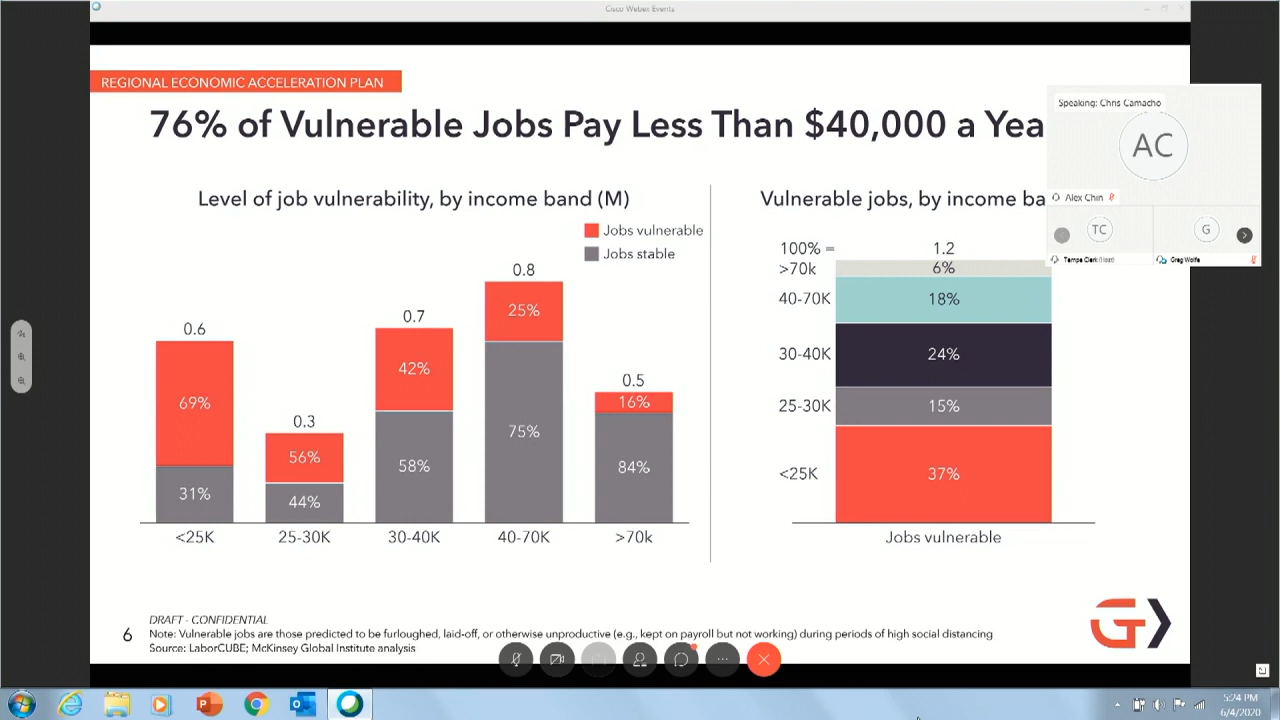 Cisco Webex Events
REGIONAL ECONOMIC ACCELERATION PLAN
76% of Vulnerable Jobs Pay Less Than $40,000 a Yea
Speaking: Chris Camacho
AC
Alex Chin
TC
G
Tempe Clerk (Host)
Greg Wolfe
Level of job vulnerability, by income band (M)
Jobs vulnerable
Jobs stable
0.6
69%
31%
<25K
0.3
56%
44%
25-30K
0.7
42%
58%
30-40K
0.8
25%
75%
40-70K
0.5
16%
84%
>70k
Vulnerable jobs, by income ba
100% = 1.2
>70k 6%
40-70K 18%
30-40K 24%
25-30K 15%
<25K 37%
Jobs vulnerable
6
DRAFT - CONFIDENTIAL
Note: Vulnerable jobs are those predicted to be furloughed, laid-off, or otherwise unproductive (e.g., kept on payroll but not working) during periods of high social distancing
Source: LaborCUBE; McKinsey Global Institute analysis
G
5:24 PM
6/4/2020